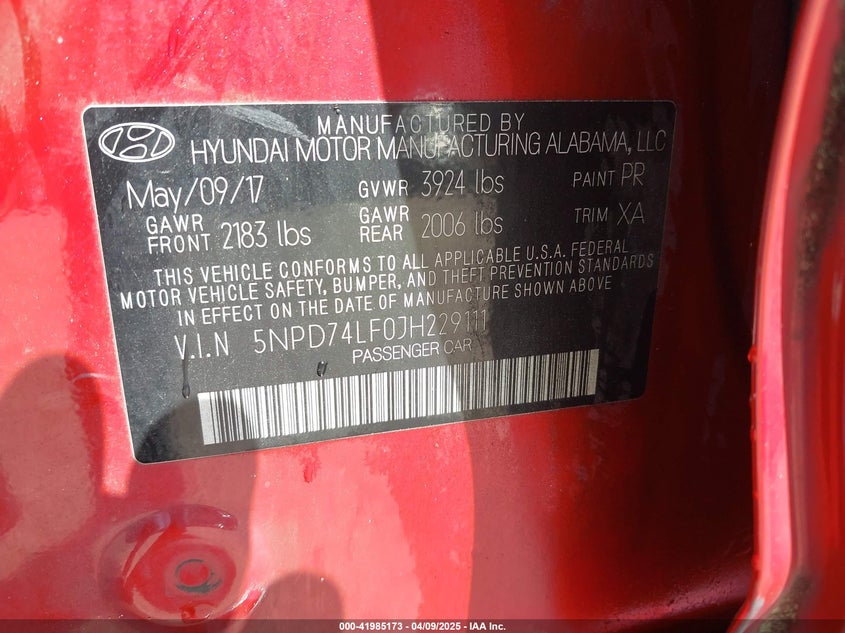 MANUFACTURED BY
HYUNDAI MOTOR MANUFACTURING ALABAMA, LLC
May/09/17 GVWR 3924 lbs PAINT PR
GAWR FRONT 2183 lbs GAWR REAR 2006 lbs TRIM XA
THIS VEHICLE CONFORMS TO ALL APPLICABLE U.S.A. FEDERAL
MOTOR VEHICLE SAFETY, BUMPER, AND THEFT PREVENTION STANDARDS
IN EFFECT ON THE DATE OF MANUFACTURE SHOWN ABOVE
V.I.N 5NPD74LF0JH229111
PASSENGER CAR
000-41985173 - 04/09/2025 - IAA Inc.